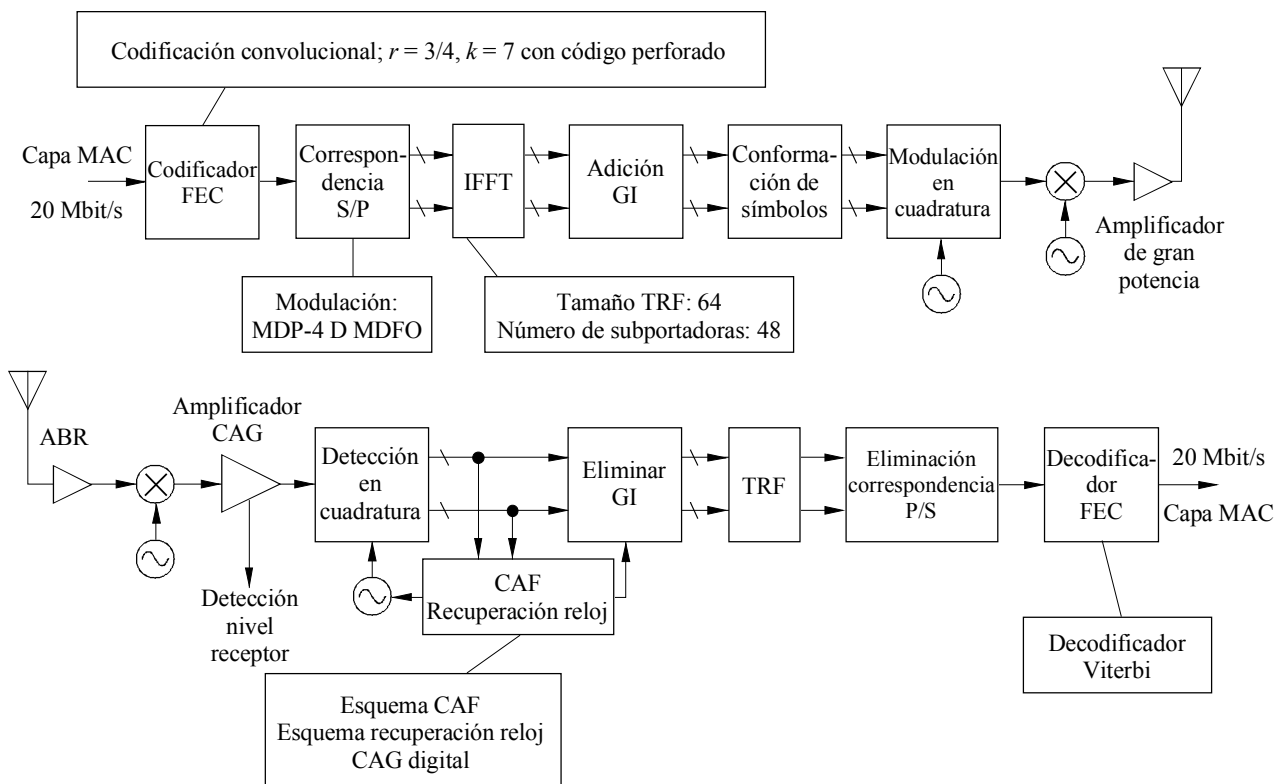 Codificación convolucional; r = 3/4, k = 7 con código perforado
Capa MAC
20 Mbit/s
Codificador
FEC
Correspon-
dencia
S/P
IFFT
Adición
GI
Conforma-
ción de
símbolos
Modulación
en
cuadratura
Amplificador
de gran
potencia
Modulación:
MDP-4 D MDFO
Tamaño TRF: 64
Número de subportadoras: 48
ABR
Amplificador
CAG
Detección
nivel
receptor
Detección
en
cuadratura
CAF
Recuperación reloj
Eliminar
GI
TRF
Eliminación
correspondencia
P/S
Decodifica-
dor
FEC
20 Mbit/s
Capa MAC
Esquema CAF
Esquema recuperación reloj
CAG digital
Decodificador
Viterbi